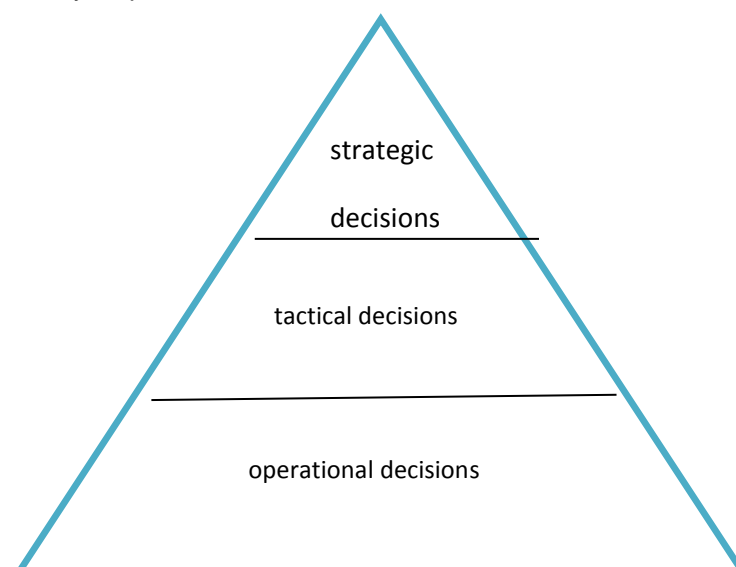 strategic
decisions
tactical decisions
operational decisions